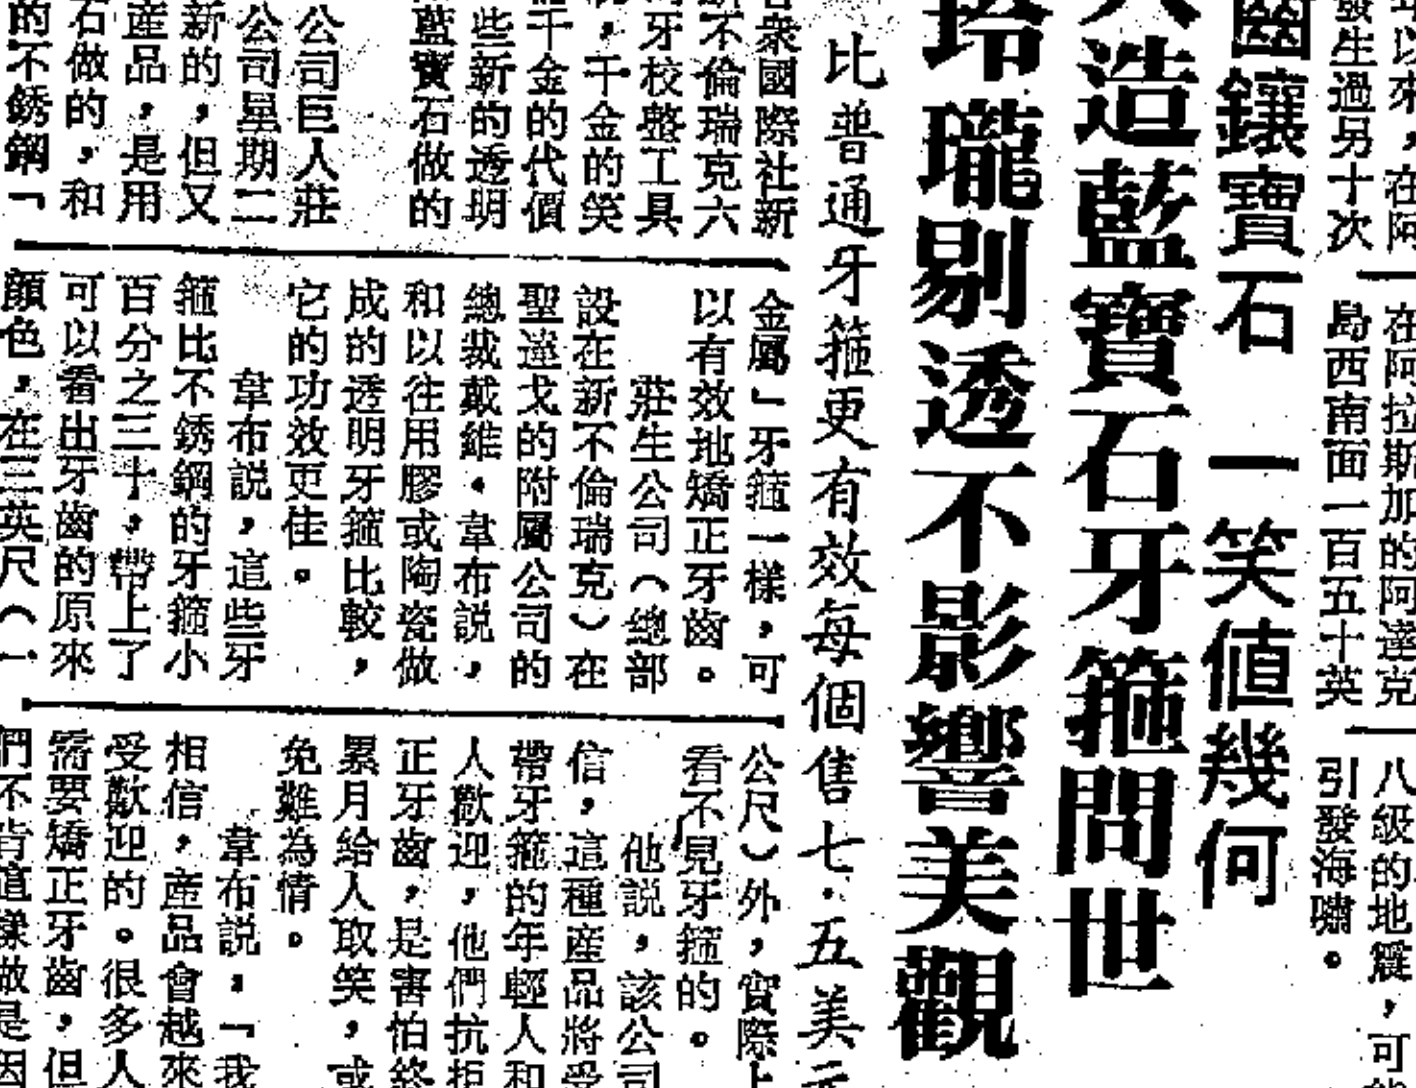 年以來，在阿
發生過另十次
在阿拉斯加的阿達克
島西南面一百五十英
八級的地震，可
引發海嘯。
齒鑲寶石 一笑值幾何
人造藍寶石牙箍問世
玲瓏剔透不影響美觀
比普通牙箍更有效每個售七·五美元
眾國際社新
新不倫瑞克六
牙校整工具
，千金的笑
千金的代價
些新的透明
藍寶石做的
公司巨人莊
公司星期二
新的，但又
產品，是用
石做的，和
的不銹鋼「
金屬」牙箍一樣，可
以有效地矯正牙齒。
莊生公司（總部
設在新不倫瑞克）在
聖達戈的附屬公司的
總裁戴維·韋布說，
和以往用膠或陶瓷做
成的透明牙箍比較，
它的功效更佳。
韋布說，這些牙
箍比不銹鋼的牙箍小
百分之三十，帶上了
可以看出牙齒的原來
顏色，在三英尺（一
公尺）外，實際上
看不見牙箍的。
他說，該公司
信，這種產品將受
帶牙箍的年輕人和
人歡迎，他們抗拒
正牙齒，是害怕終
累月給人取笑，或
免難為情。
韋布說，「我
相信，產品會越來
受歡迎的。很多人
需要矯正牙齒，但
們不肯這樣做是因